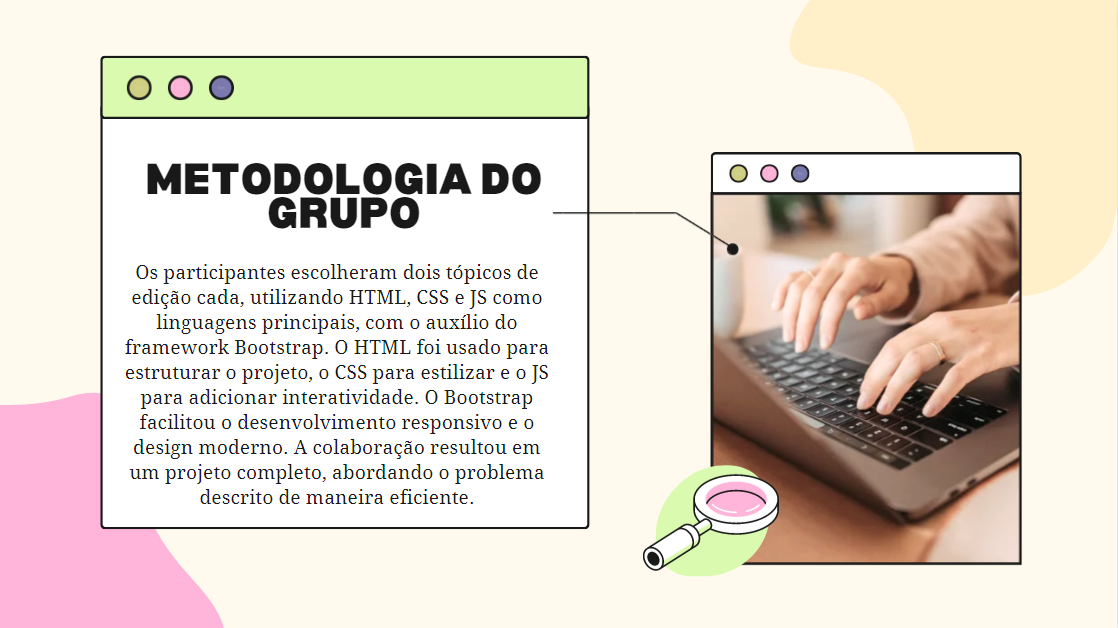 METODOLOGIA DO
GRUPO
Os participantes escolheram dois tópicos de
edição cada, utilizando HTML, CSS e JS como
linguagens principais, com o auxílio do
framework Bootstrap. O HTML foi usado para
estruturar o projeto, o CSS para estilizar e o JS
para adicionar interatividade. O Bootstrap
facilitou o desenvolvimento responsivo e o
design moderno. A colaboração resultou em
um projeto completo, abordando o problema
descrito de maneira eficiente.